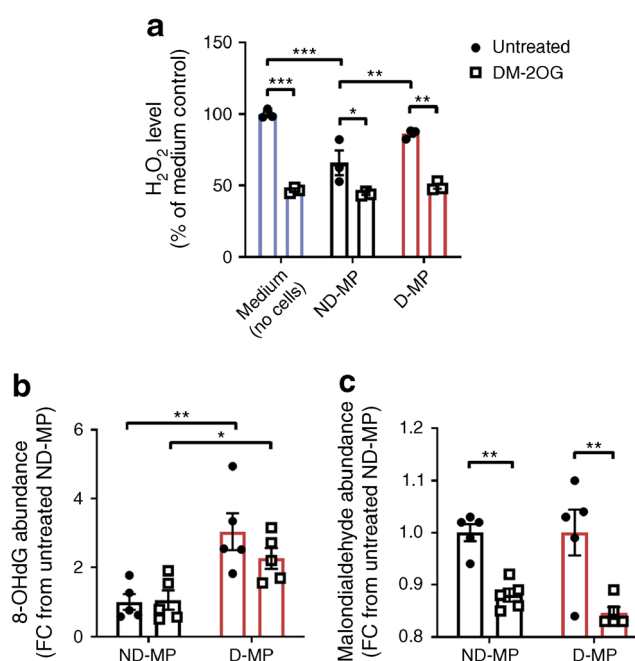 a
150
100
50
0
H2O2 level
(% of medium control)
***
***
**
*
**
Untreated
DM-2OG
Medium
(no cells)
ND-MP
D-MP
b
6
4
2
0
8-OHdG abundance
(FC from untreated ND-MP)
**
*
ND-MP
D-MP
c
1.2
1.1
1.0
0.9
0.8
Malondialdehyde abundance
(FC from untreated ND-MP)
**
**
ND-MP
D-MP